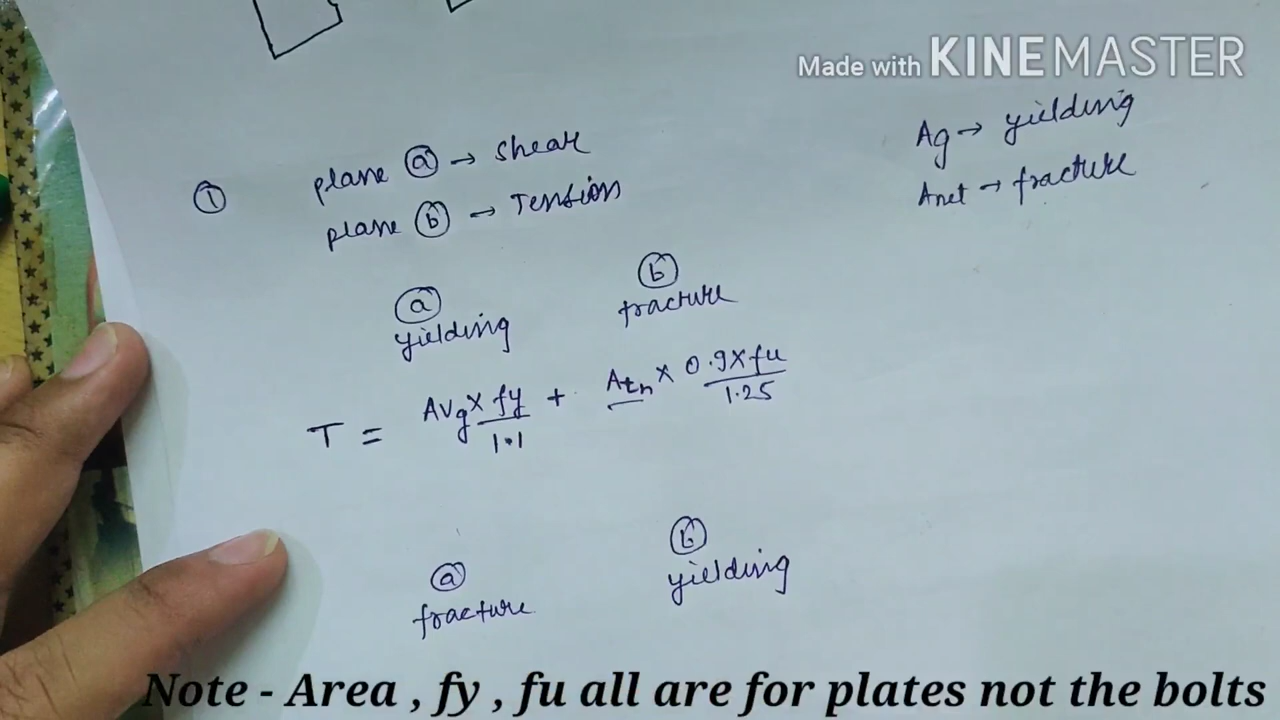 Made with KINEMASTER
Ag → yielding
Anet → fracture
① plane ⓐ → shear
plane ⓑ → Tension
ⓐ ⓑ
yielding fracture
T = Avg × fy/1.1 + Atn × 0.9 × fu/1.25
ⓐ ⓑ
fracture yielding
Note - Area , fy , fu all are for plates not the bolts